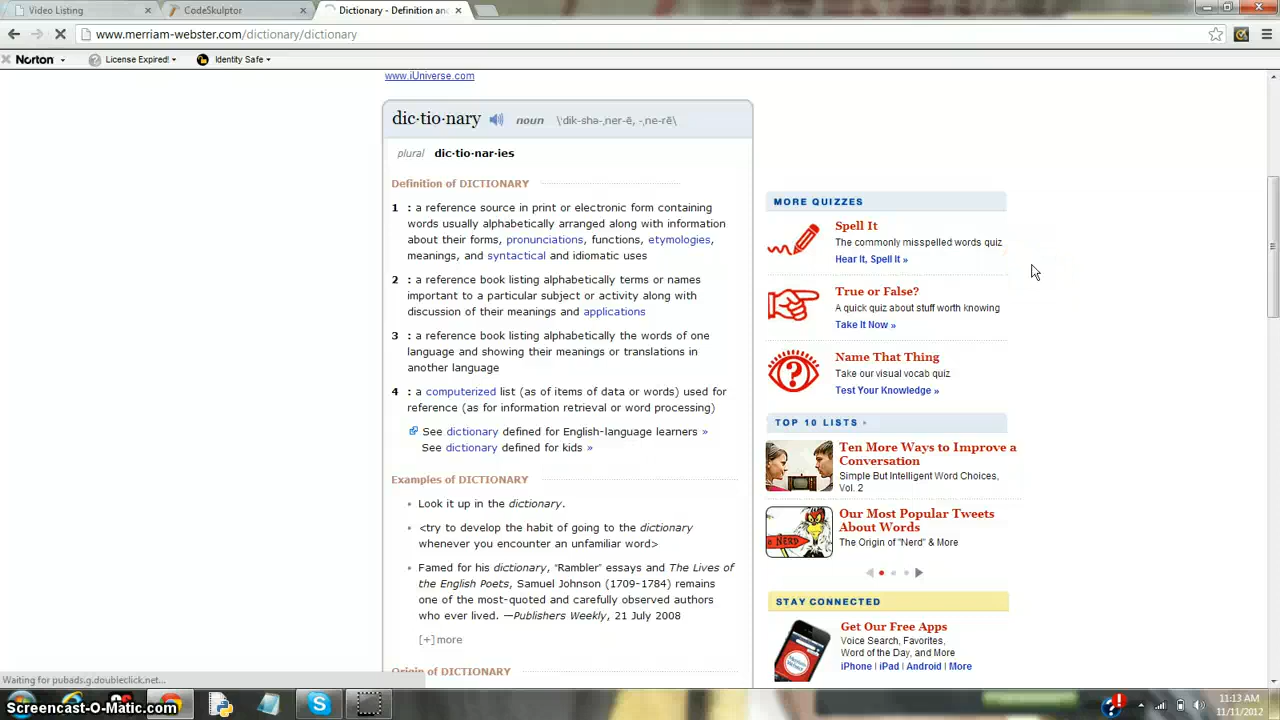 Video Listing
CodeSkulptor
Dictionary - Definition an
www.merriam-webster.com/dictionary/dictionary
Norton
License Expired!
Identity Safe
www.iUniverse.com
dic·tio·nary noun \ˈdik-shə-ˌner-ē, -ˌne-rē\
plural dic·tio·nar·ies
Definition of DICTIONARY
1 : a reference source in print or electronic form containing
words usually alphabetically arranged along with information
about their forms, pronunciations, functions, etymologies,
meanings, and syntactical and idiomatic uses
2 : a reference book listing alphabetically terms or names
important to a particular subject or activity along with
discussion of their meanings and applications
3 : a reference book listing alphabetically the words of one
language and showing their meanings or translations in
another language
4 : a computerized list (as of items of data or words) used for
reference (as for information retrieval or word processing)
See dictionary defined for English-language learners »
See dictionary defined for kids »
Examples of DICTIONARY
Look it up in the dictionary.
<try to develop the habit of going to the dictionary
whenever you encounter an unfamiliar word>
Famed for his dictionary, "Rambler" essays and The Lives of
the English Poets, Samuel Johnson (1709-1784) remains
one of the most-quoted and carefully observed authors
who ever lived. —Publishers Weekly, 21 July 2008
[+]more
Origin of DICTIONARY
MORE QUIZZES
Spell It
The commonly misspelled words quiz
Hear It, Spell It »
True or False?
A quick quiz about stuff worth knowing
Take It Now »
Name That Thing
Take our visual vocab quiz
Test Your Knowledge »
TOP 10 LISTS
Ten More Ways to Improve a
Conversation
Simple But Intelligent Word Choices,
Vol. 2
NERD
Our Most Popular Tweets
About Words
The Origin of "Nerd" & More
STAY CONNECTED
Get Our Free Apps
Voice Search, Favorites,
Word of the Day, and More
iPhone | iPad | Android | More
Waiting for pubads.g.doubleclick.net...
Screencast-O-Matic.com
11:13 AM
11/11/2012